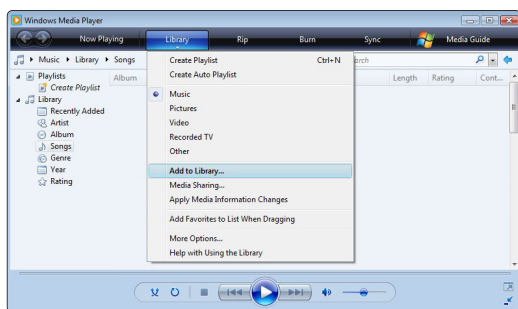 Windows Media Player
Now Playing Library Rip Burn Sync Media Guide
Music Library Songs
Playlists
Create Playlist
Library
Recently Added
Artist
Album
Songs
Genre
Year
Rating
Album
Create Playlist Ctrl+N
Create Auto Playlist
Music
Pictures
Video
Recorded TV
Other
Add to Library...
Media Sharing...
Apply Media Information Changes
Add Favorites to List When Dragging
More Options...
Help with Using the Library
Length Rating Cont...